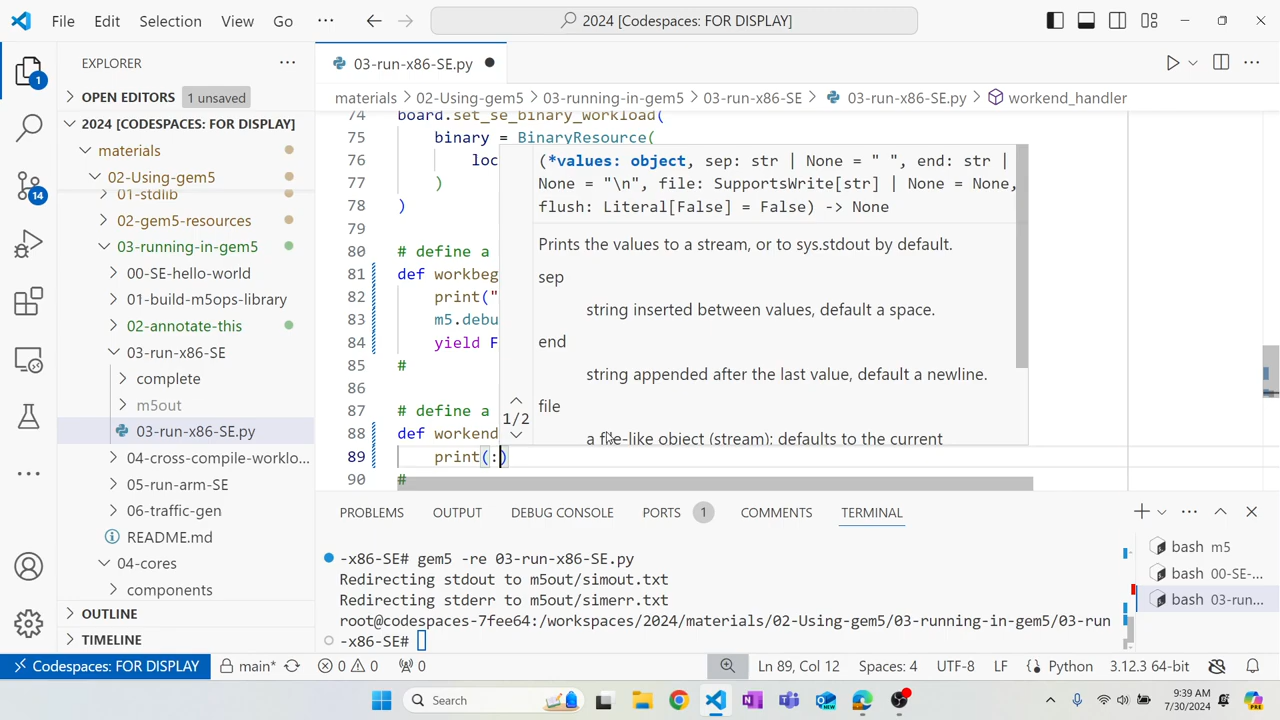 File Edit Selection View Go ··· 2024 [Codespaces: FOR DISPLAY]
EXPLORER
OPEN EDITORS 1 unsaved
2024 [CODESPACES: FOR DISPLAY]
materials
02-Using-gem5
01-stdlib
02-gem5-resources
03-running-in-gem5
00-SE-hello-world
01-build-m5ops-library
02-annotate-this
03-run-x86-SE
complete
m5out
03-run-x86-SE.py
04-cross-compile-worklo...
05-run-arm-SE
06-traffic-gen
README.md
04-cores
components
OUTLINE
TIMELINE
1
14
03-run-x86-SE.py
materials > 02-Using-gem5 > 03-running-in-gem5 > 03-run-x86-SE > 03-run-x86-SE.py > workend_handler
74 board.set_se_binary_workload(
75 binary = BinaryResource(
76 loc
77 )
78 )
79
80 # define a
81 def workbeg
82 print("
83 m5.debu
84 yield F
85 #
86
87 # define a
88 def workend
89 print(:)
90 #
(*values: object, sep: str | None = " ", end: str |
None = "\n", file: SupportsWrite[str] | None = None,
flush: Literal[False] = False) -> None
Prints the values to a stream, or to sys.stdout by default.
sep
string inserted between values, default a space.
end
string appended after the last value, default a newline.
file
a file-like object (stream); defaults to the current
1/2
PROBLEMS OUTPUT DEBUG CONSOLE PORTS 1 COMMENTS TERMINAL
-x86-SE# gem5 -re 03-run-x86-SE.py
Redirecting stdout to m5out/simout.txt
Redirecting stderr to m5out/simerr.txt
root@codespaces-7fee64:/workspaces/2024/materials/02-Using-gem5/03-running-in-gem5/03-run
-x86-SE#
bash m5
bash 00-SE-...
bash 03-run...
Codespaces: FOR DISPLAY main* 0 0 0 Ln 89, Col 12 Spaces: 4 UTF-8 LF Python 3.12.3 64-bit
Search
9:39 AM
7/30/2024